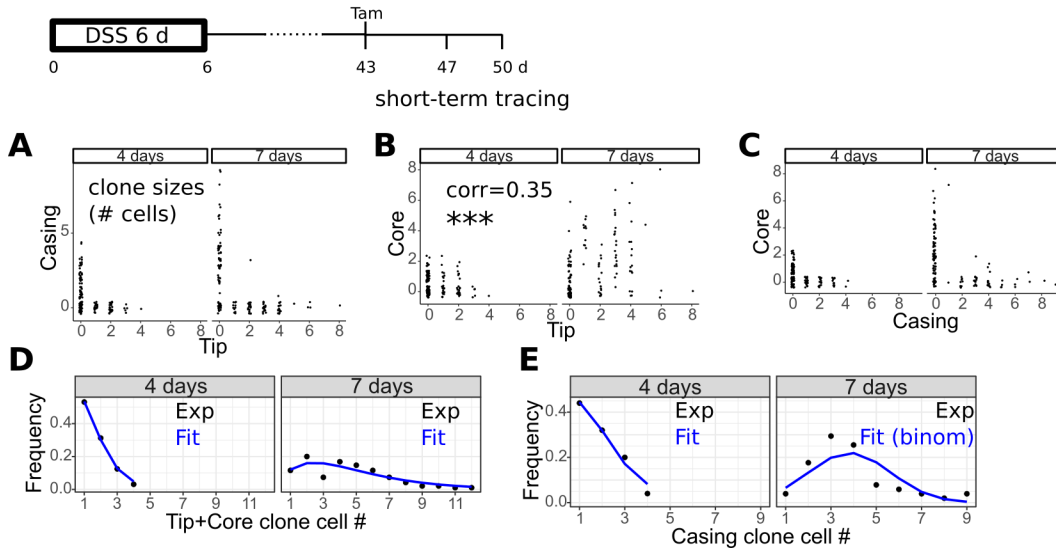 Tam
DSS 6 d
0 6 43 47 50 d
short-term tracing
A
4 days 7 days
clone sizes
(# cells)
Casing
5
0
0 2 4 6 8 0 2 4 6 8
Tip
B
4 days 7 days
corr=0.35
***
Core
8
6
4
2
0
0 2 4 6 8 0 2 4 6 8
Tip
C
4 days 7 days
Core
8
6
4
2
0
0 2 4 6 8 0 2 4 6 8
Casing
D
4 days 7 days
Exp Exp
Fit Fit
Frequency
0.4
0.2
0.0
1 3 5 7 9 11 1 3 5 7 9 11
Tip+Core clone cell #
E
4 days 7 days
Exp Exp
Fit Fit (binom)
Frequency
0.4
0.2
0.0
1 3 5 7 9 1 3 5 7 9
Casing clone cell #